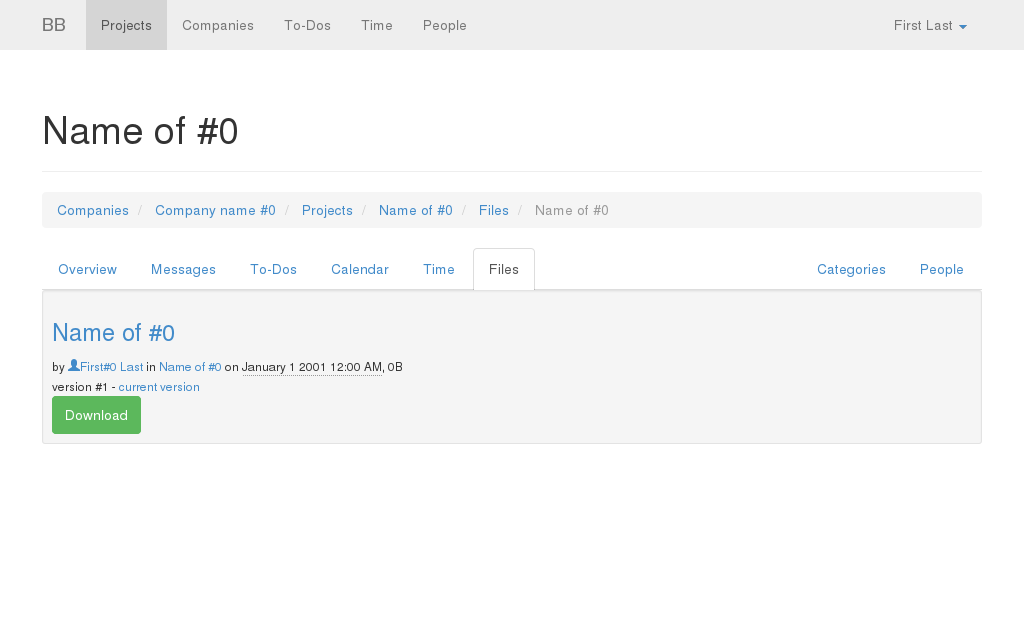 BB Projects Companies To-Dos Time People First Last
Name of #0
Companies / Company name #0 / Projects / Name of #0 / Files / Name of #0
Overview Messages To-Dos Calendar Time Files Categories People
Name of #0
by First#0 Last in Name of #0 on January 1 2001 12:00 AM, 0B
version #1 - current version
Download